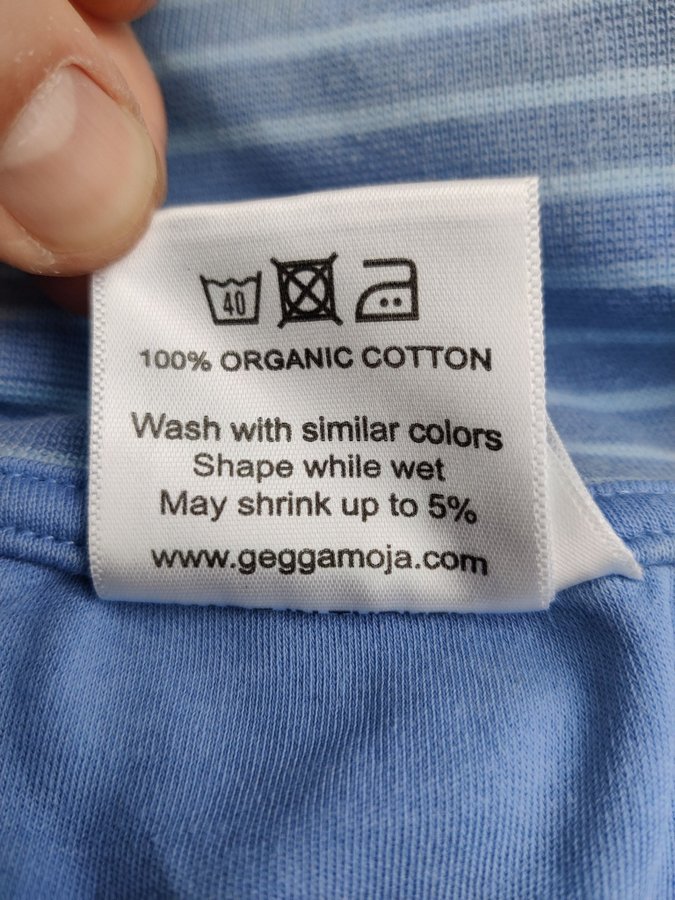 40
100% ORGANIC COTTON
Wash with similar colors
Shape while wet
May shrink up to 5%
www.geggamoja.com